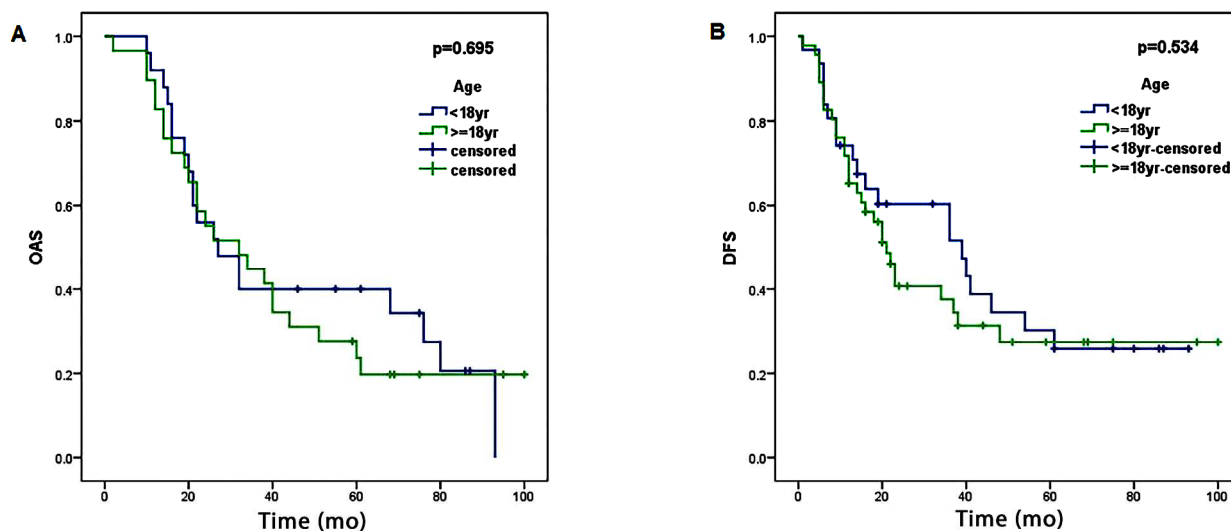 A
p=0.695
Age
<18yr
>=18yr
censored
censored
OAS
1.0
0.8
0.6
0.4
0.2
0.0
0 20 40 60 80 100
Time (mo)
B
p=0.534
Age
<18yr
>=18yr
<18yr-censored
>=18yr-censored
DFS
1.0
0.8
0.6
0.4
0.2
0.0
0 20 40 60 80 100
Time (mo)